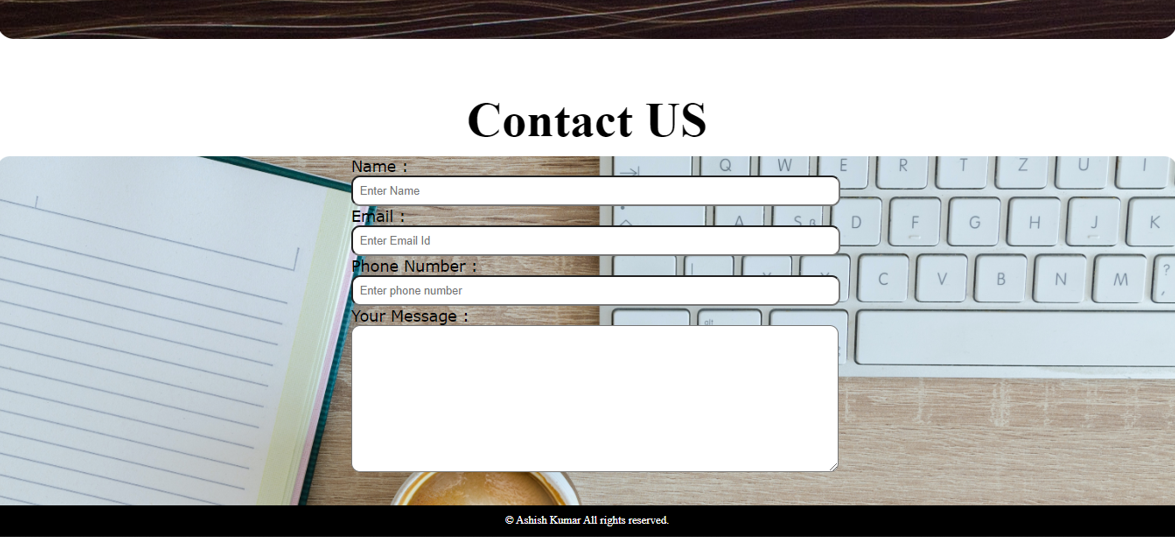 Contact US
Name :
Enter Name
Email :
Enter Email Id
Phone Number :
Enter phone number
Your Message :
Q W E R T Z U I
A S D F G H J K
C V B N M ?
© Ashish Kumar All rights reserved.